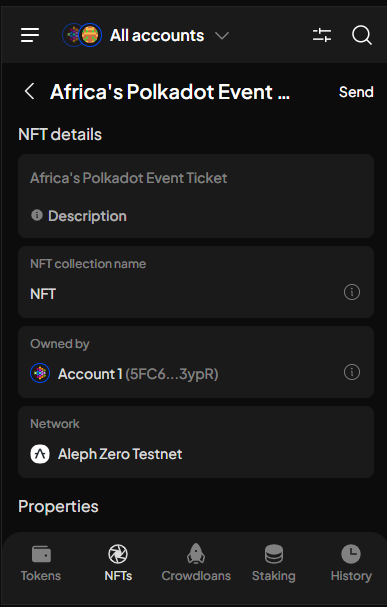 All accounts
Africa's Polkadot Event ...
Send
NFT details
Africa's Polkadot Event Ticket
Description
NFT collection name
NFT
Owned by
Account 1 (5FC6...3ypR)
Network
Aleph Zero Testnet
Properties
Tokens
NFTs
Crowdloans
Staking
History